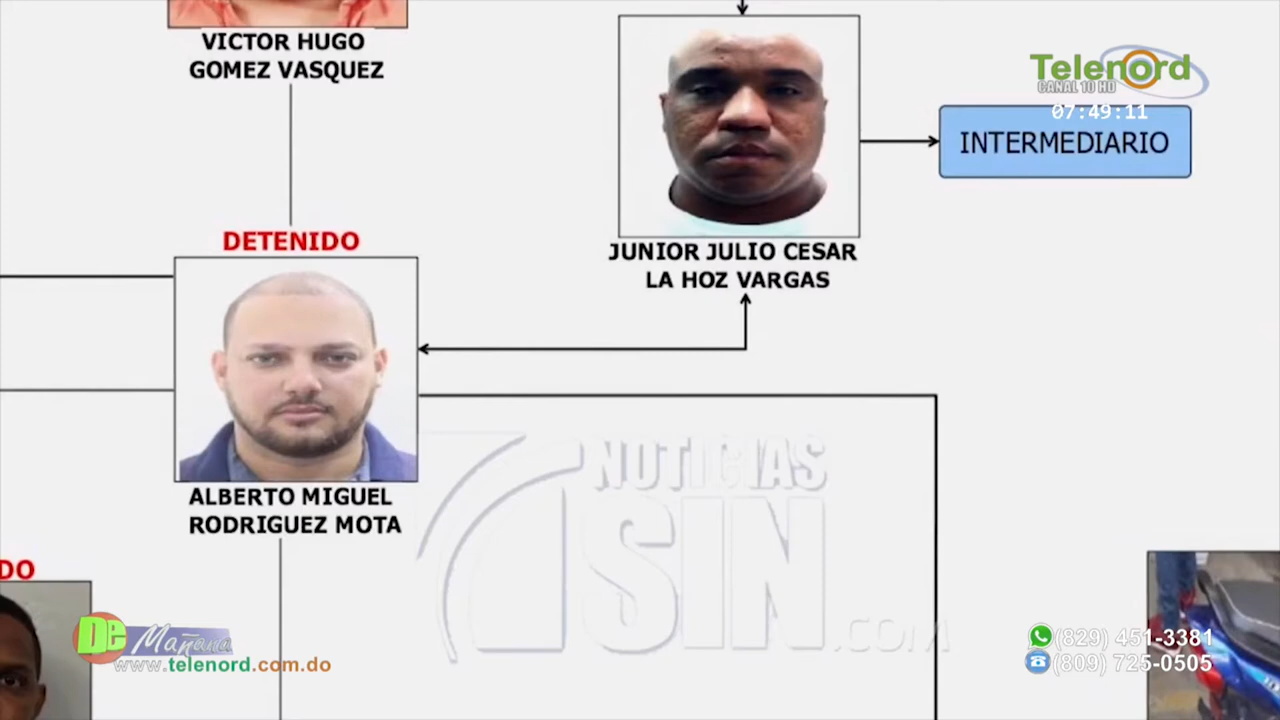 VICTOR HUGO
GOMEZ VASQUEZ
Telenord
CANAL 10 HD
07:49:11
INTERMEDIARIO
DETENIDO
JUNIOR JULIO CESAR
LA HOZ VARGAS
ALBERTO MIGUEL
RODRIGUEZ MOTA
NOTICIAS
SIN
.COM
DO
De Mañana
www.telenord.com.do
(829) 451-3381
(809) 725-0505